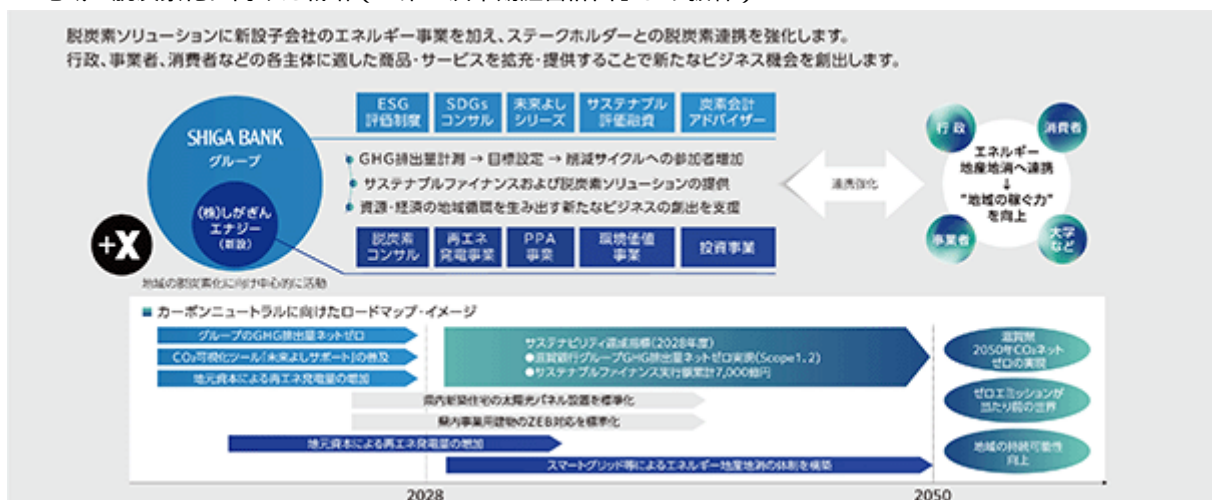 脱炭素ソリューションに新設子会社のエネルギー事業を加え、ステークホルダーとの脱炭素連携を強化します。
行政、事業者、消費者などの各主体に適した商品・サービスを拡充・提供することで新たなビジネス機会を創出します。
SHIGA BANK
グループ
(株)しがぎん
エナジー
(新設)
+X
地域の脱炭素化に向け中心的に活動
ESG
評価制度
SDGs
コンサル
未来よし
シリーズ
サステナブル
評価融資
炭素会計
アドバイザー
GHG排出量計測 → 目標設定 → 削減サイクルへの参加者増加
サステナブルファイナンスおよび脱炭素ソリューションの提供
資源・経済の地域循環を生み出す新たなビジネスの創出を支援
脱炭素
コンサル
再エネ
発電事業
PPA
事業
環境価値
事業
投資事業
連携強化
行政
消費者
エネルギー
地産地消へ連携
↓
"地域の稼ぐ力"
を向上
事業者
大学
など
■ カーボンニュートラルに向けたロードマップ・イメージ
グループのGHG排出量ネットゼロ
CO₂可視化ツール「未来よしサポート」の普及
地元資本による再エネ発電量の増加
サステナビリティ達成指標(2028年度)
●滋賀銀行グループGHG排出量ネットゼロ実現(Scope1、2)
●サステナブルファイナンス実行額累計7,000億円
県内新築住宅の太陽光パネル設置を標準化
県内事業用建物のZEB対応を標準化
地元資本による再エネ発電量の増加
スマートグリッド等によるエネルギー地産地消の体制を構築
滋賀県
2050年CO₂ネット
ゼロの実現
ゼロエミッションが
当たり前の世界
地域の持続可能性
向上
2028
2050